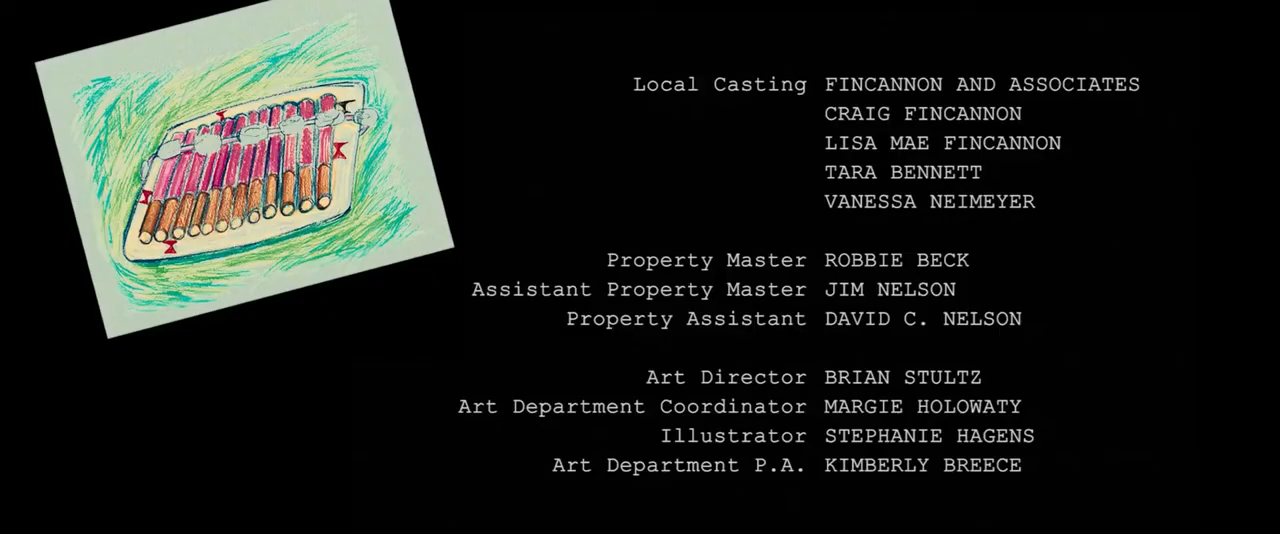 Local Casting FINCANNON AND ASSOCIATES
CRAIG FINCANNON
LISA MAE FINCANNON
TARA BENNETT
VANESSA NEIMEYER
Property Master ROBBIE BECK
Assistant Property Master JIM NELSON
Property Assistant DAVID C. NELSON
Art Director BRIAN STULTZ
Art Department Coordinator MARGIE HOLOWATY
Illustrator STEPHANIE HAGENS
Art Department P.A. KIMBERLY BREECE